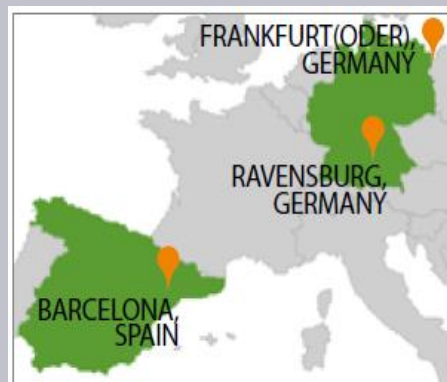 FRANKFURT(ODER),
GERMANY
RAVENSBURG,
GERMANY
BARCELONA,
SPAIN